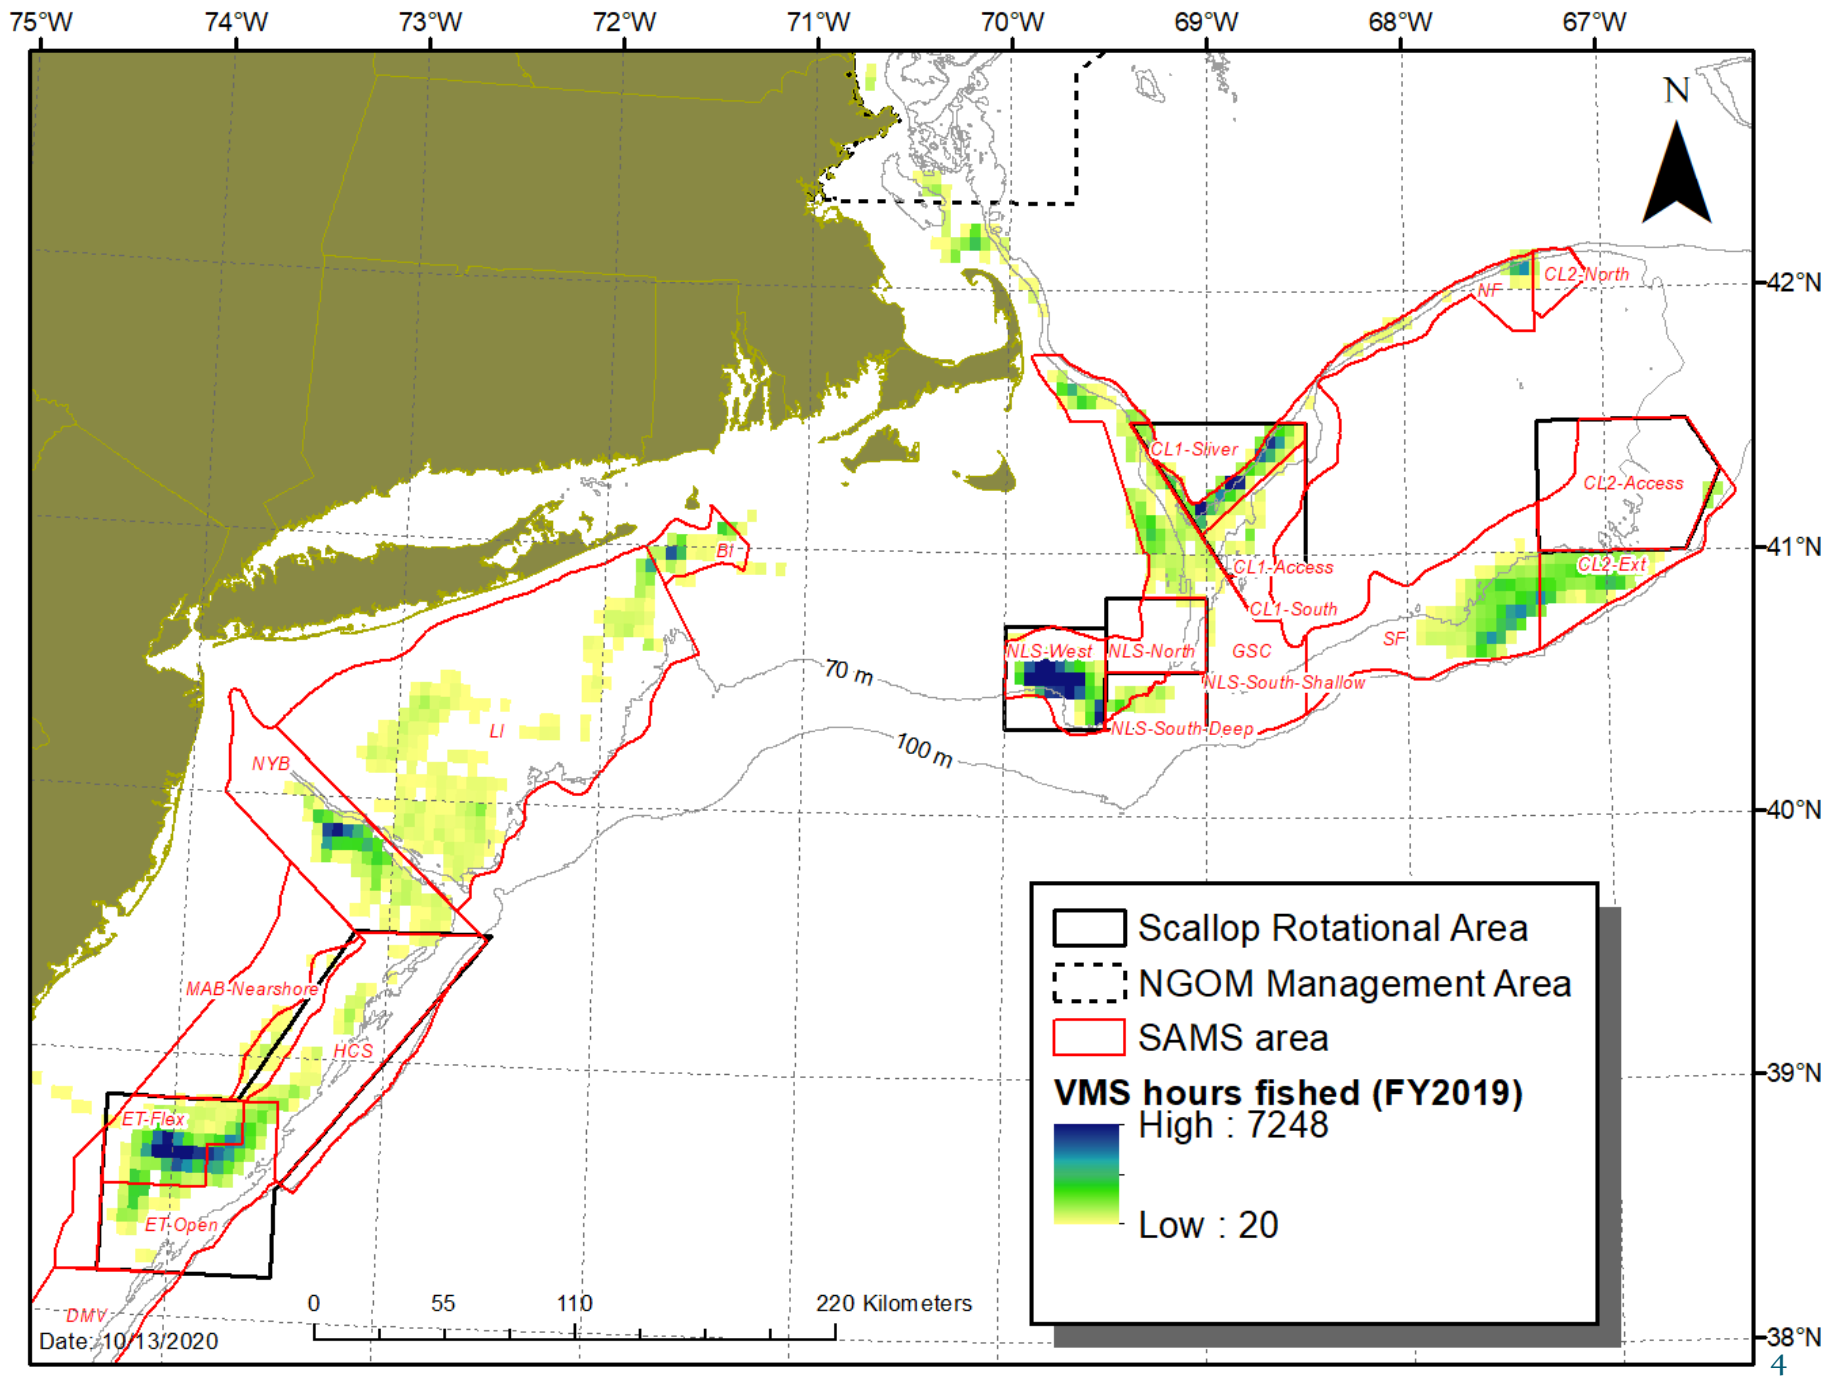 75°W 74°W 73°W 72°W 71°W 70°W 69°W 68°W 67°W
N
42°N
CL2-North
NF
CL1-Sliver
CL2-Access
41°N
BI
CL1-Access
CL2-Ext
CL1-South
SF
NLS-West
NLS-North
GSC
70 m
NLS-South-Shallow
LI
NLS-South-Deep
100 m
NYB
40°N
MAB-Nearshore
HCS
39°N
ET-Flex
ET-Open
DMV
Scallop Rotational Area
NGOM Management Area
SAMS area
VMS hours fished (FY2019)
High : 7248
Low : 20
0 55 110 220 Kilometers
Date: 10/13/2020
38°N
4